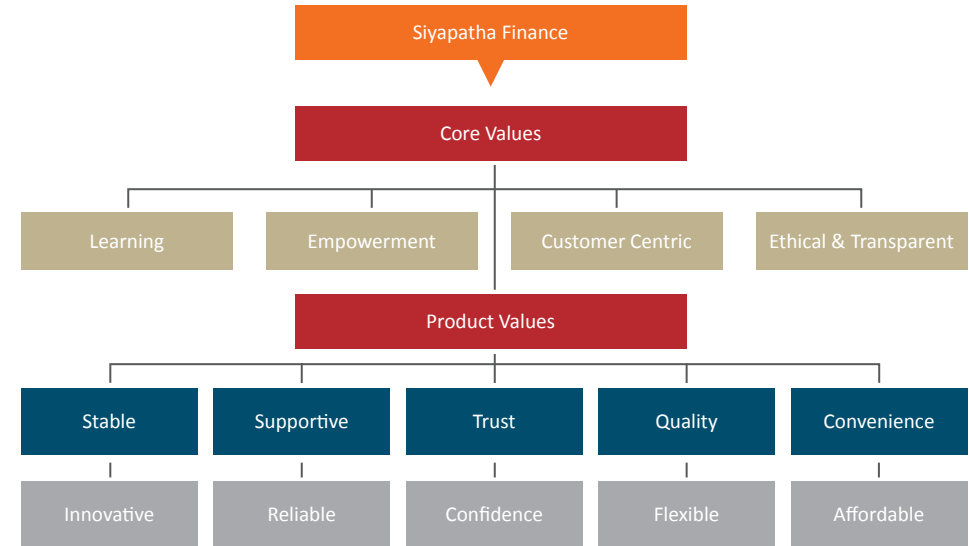 Siyapatha Finance
Core Values
Learning
Empowerment
Customer Centric
Ethical & Transparent
Product Values
Stable
Supportive
Trust
Quality
Convenience
Innovative
Reliable
Confidence
Flexible
Affordable